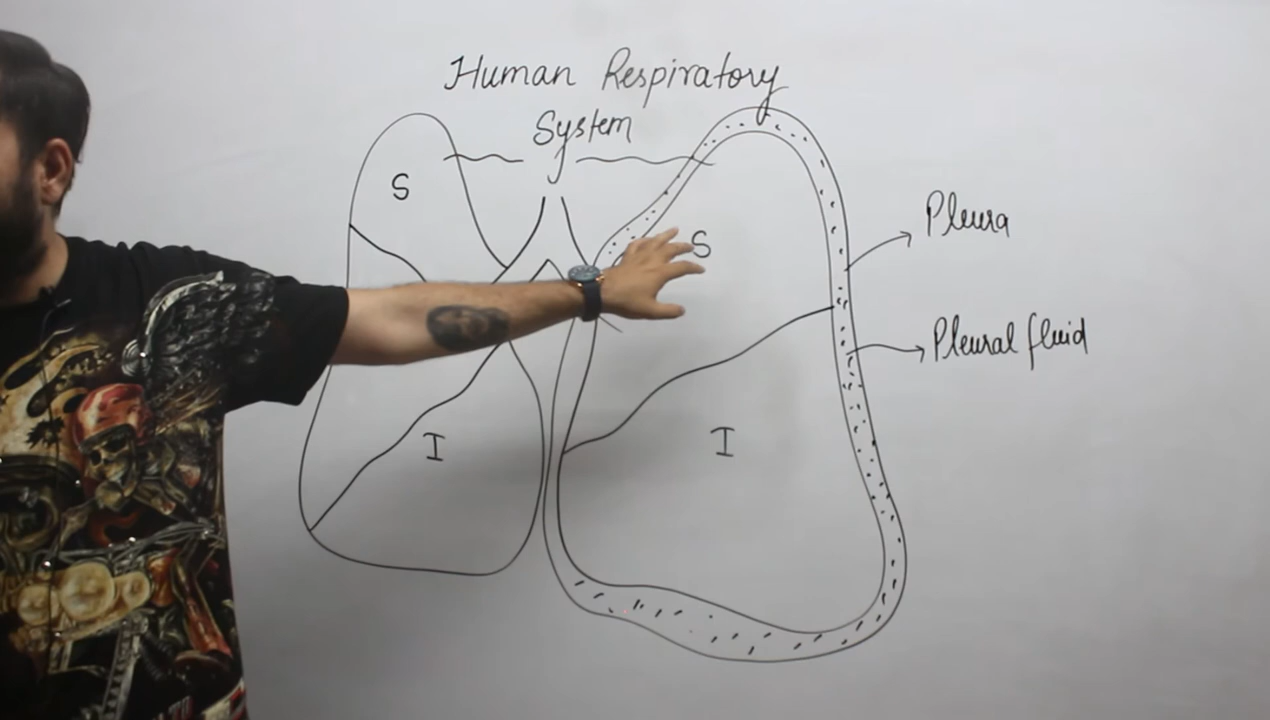 Human Respiratory
System
S
S
Pleura
Pleural fluid
I
I